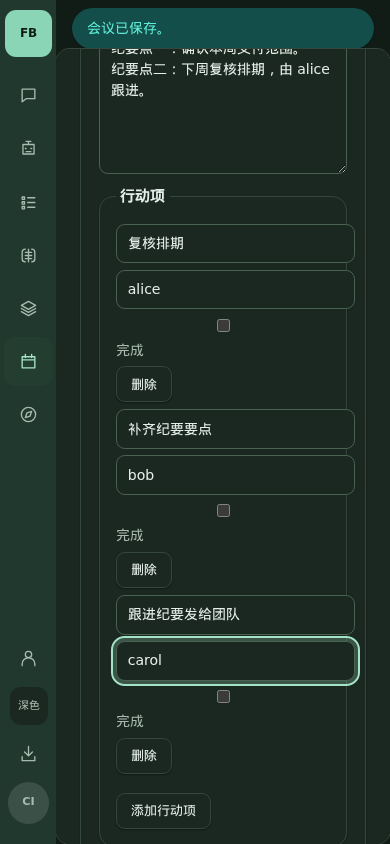 FB
会议已保存。
纪要点二：下周复核排期，由 alice
跟进。
行动项
复核排期
alice
完成
删除
补齐纪要要点
bob
完成
删除
跟进纪要发给团队
carol
完成
删除
添加行动项
深色
CI